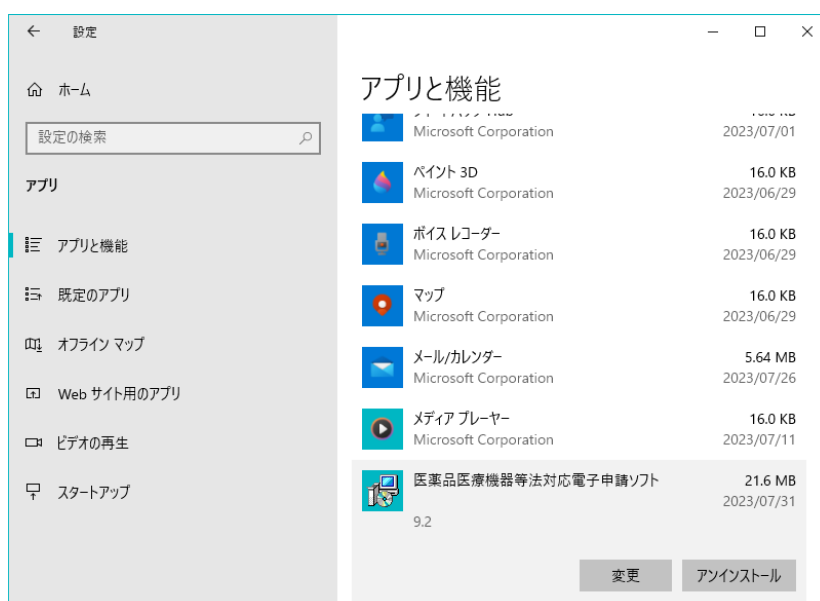 設定
ホーム
設定の検索
アプリ
アプリと機能
既定のアプリ
オフライン マップ
Web サイト用のアプリ
ビデオの再生
スタートアップ
アプリと機能
Microsoft Corporation 2023/07/01
ペイント 3D 16.0 KB
Microsoft Corporation 2023/06/29
ボイス レコーダー 16.0 KB
Microsoft Corporation 2023/06/29
マップ 16.0 KB
Microsoft Corporation 2023/06/29
メール/カレンダー 5.64 MB
Microsoft Corporation 2023/07/26
メディア プレーヤー 16.0 KB
Microsoft Corporation 2023/07/11
医薬品医療機器等法対応電子申請ソフト 21.6 MB
2023/07/31
9.2
変更 アンインストール